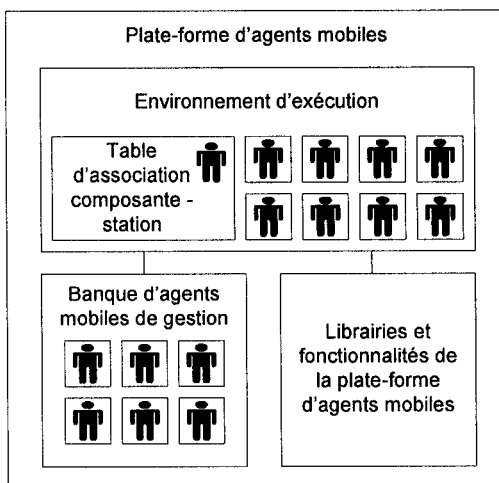 Plate-forme d'agents mobiles
Environnement d'exécution
Table
d'association
composante -
station
Banque d'agents
mobiles de gestion
Librairies et
fonctionnalités de
la plate-forme
d'agents mobiles